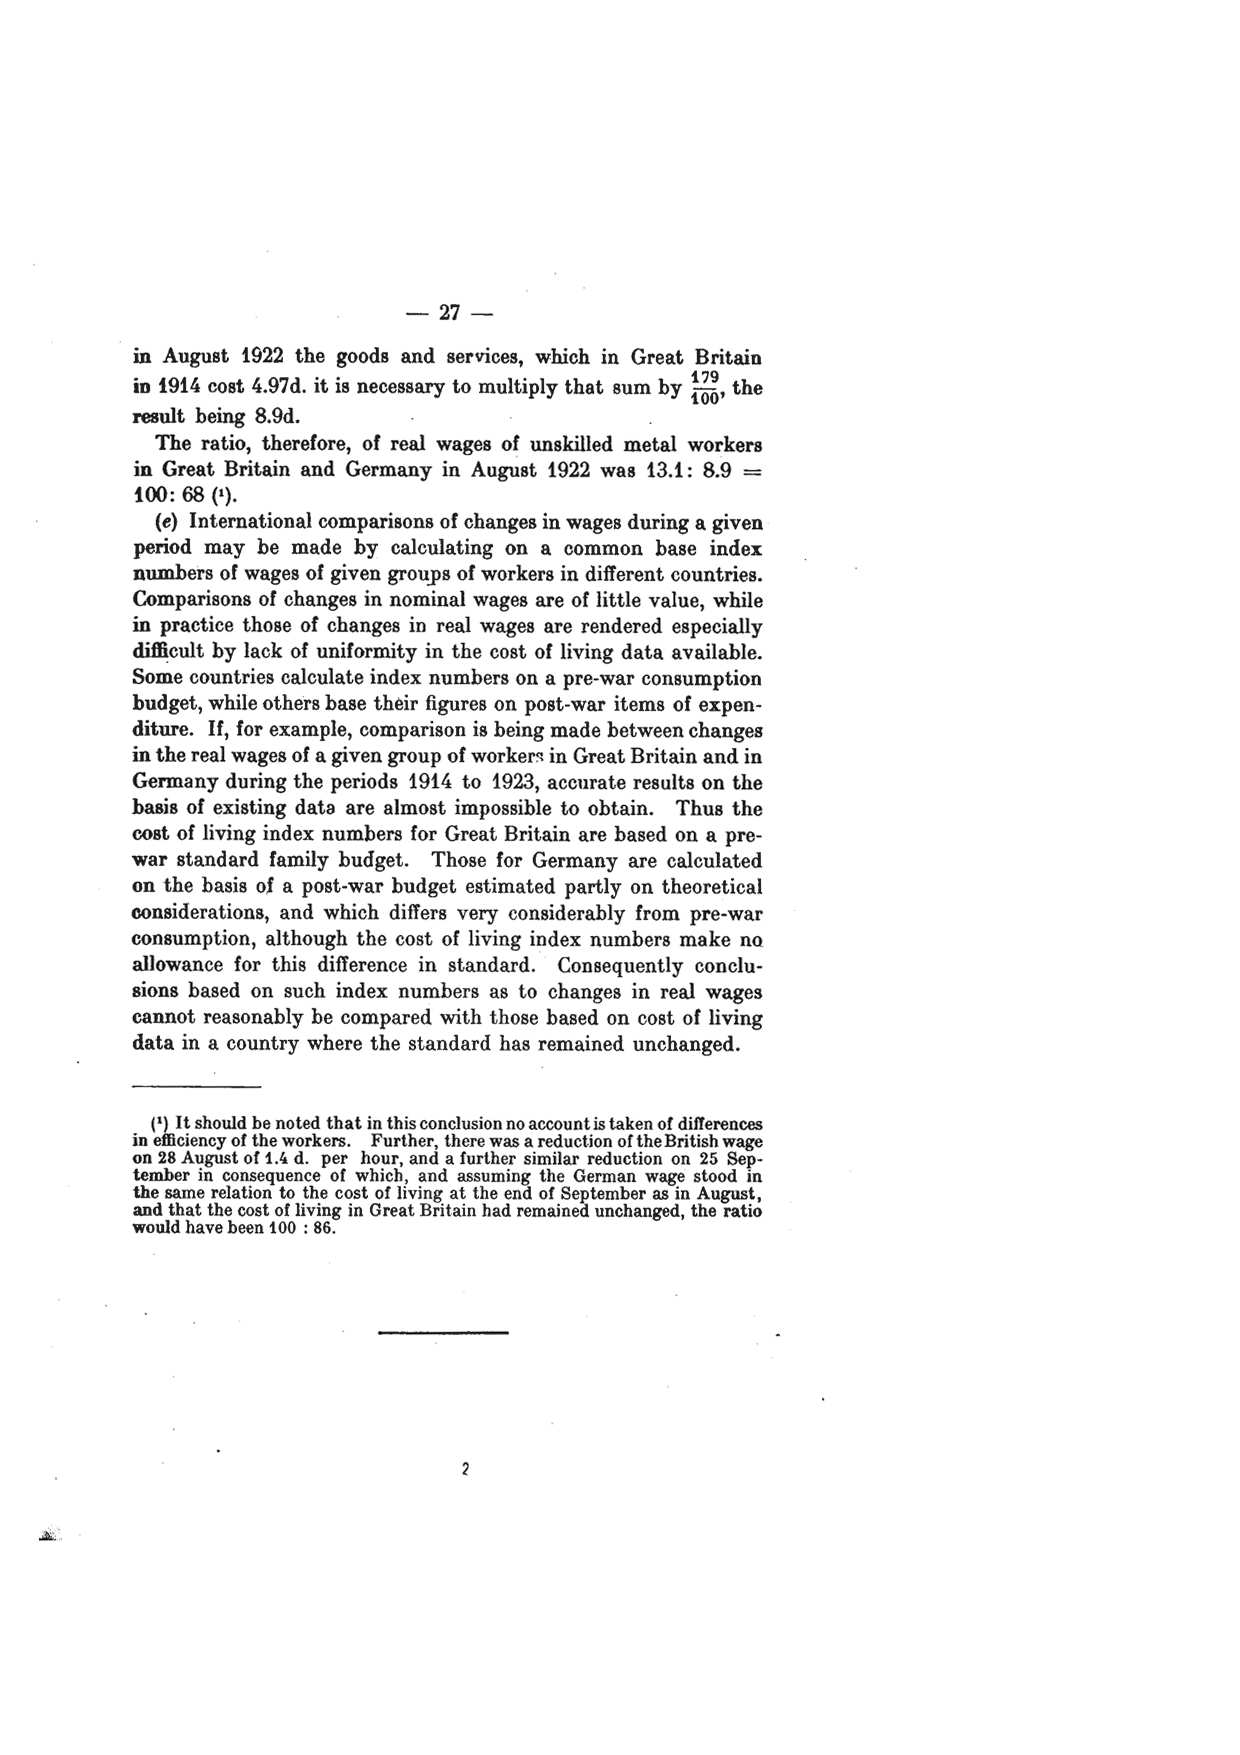 — 27 —
in August 1922 the goods and services, which in Great Britain
in 1914 cost 4.97d. it is necessary to multiply that sum by 179/100, the
result being 8.9d.
The ratio, therefore, of real wages of unskilled metal workers
in Great Britain and Germany in August 1922 was 13.1: 8.9 =
100: 68 (¹).
(e) International comparisons of changes in wages during a given
period may be made by calculating on a common base index
numbers of wages of given groups of workers in different countries.
Comparisons of changes in nominal wages are of little value, while
in practice those of changes in real wages are rendered especially
difficult by lack of uniformity in the cost of living data available.
Some countries calculate index numbers on a pre-war consumption
budget, while others base their figures on post-war items of expen-
diture. If, for example, comparison is being made between changes
in the real wages of a given group of workers in Great Britain and in
Germany during the periods 1914 to 1923, accurate results on the
basis of existing data are almost impossible to obtain. Thus the
cost of living index numbers for Great Britain are based on a pre-
war standard family budget. Those for Germany are calculated
on the basis of a post-war budget estimated partly on theoretical
considerations, and which differs very considerably from pre-war
consumption, although the cost of living index numbers make no
allowance for this difference in standard. Consequently conclu-
sions based on such index numbers as to changes in real wages
cannot reasonably be compared with those based on cost of living
data in a country where the standard has remained unchanged.
(¹) It should be noted that in this conclusion no account is taken of differences
in efficiency of the workers. Further, there was a reduction of the British wage
on 28 August of 1.4 d. per hour, and a further similar reduction on 25 Sep-
tember in consequence of which, and assuming the German wage stood in
the same relation to the cost of living at the end of September as in August,
and that the cost of living in Great Britain had remained unchanged, the ratio
would have been 100 : 86.
2